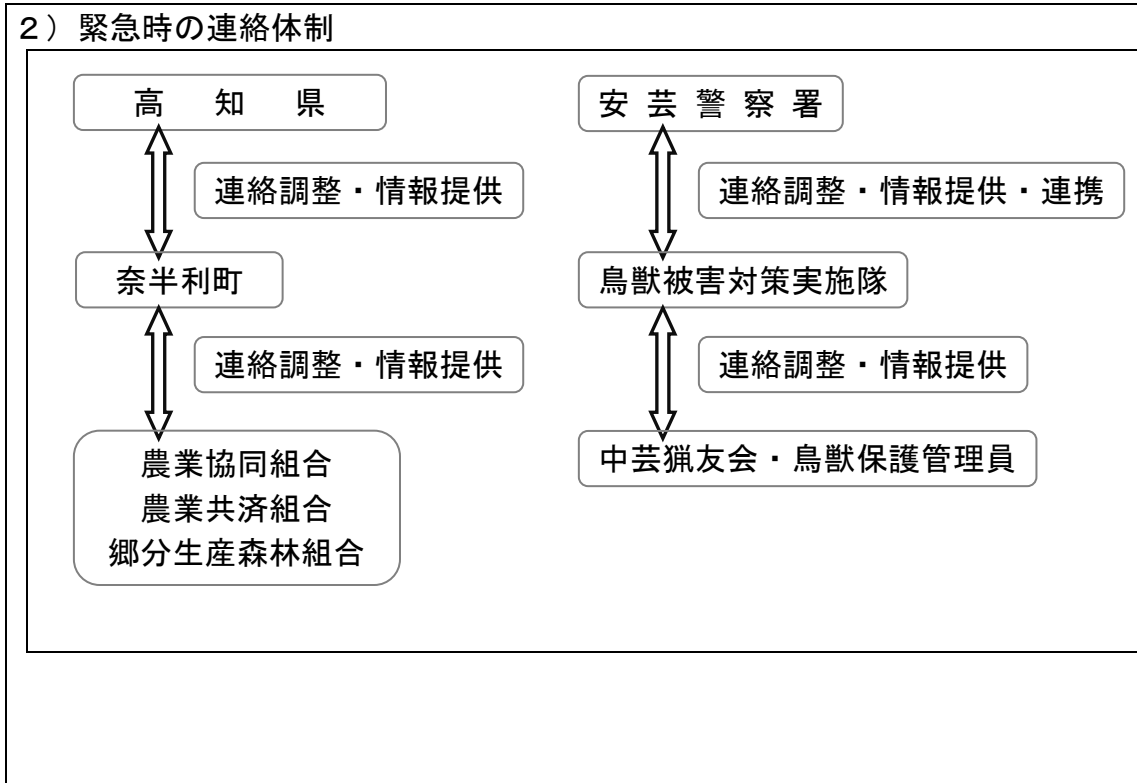 ２）緊急時の連絡体制
高　知　県
連絡調整・情報提供
奈半利町
連絡調整・情報提供
農業協同組合
農業共済組合
郷分生産森林組合
安 芸 警 察 署
連絡調整・情報提供・連携
鳥獣被害対策実施隊
連絡調整・情報提供
中芸猟友会・鳥獣保護管理員